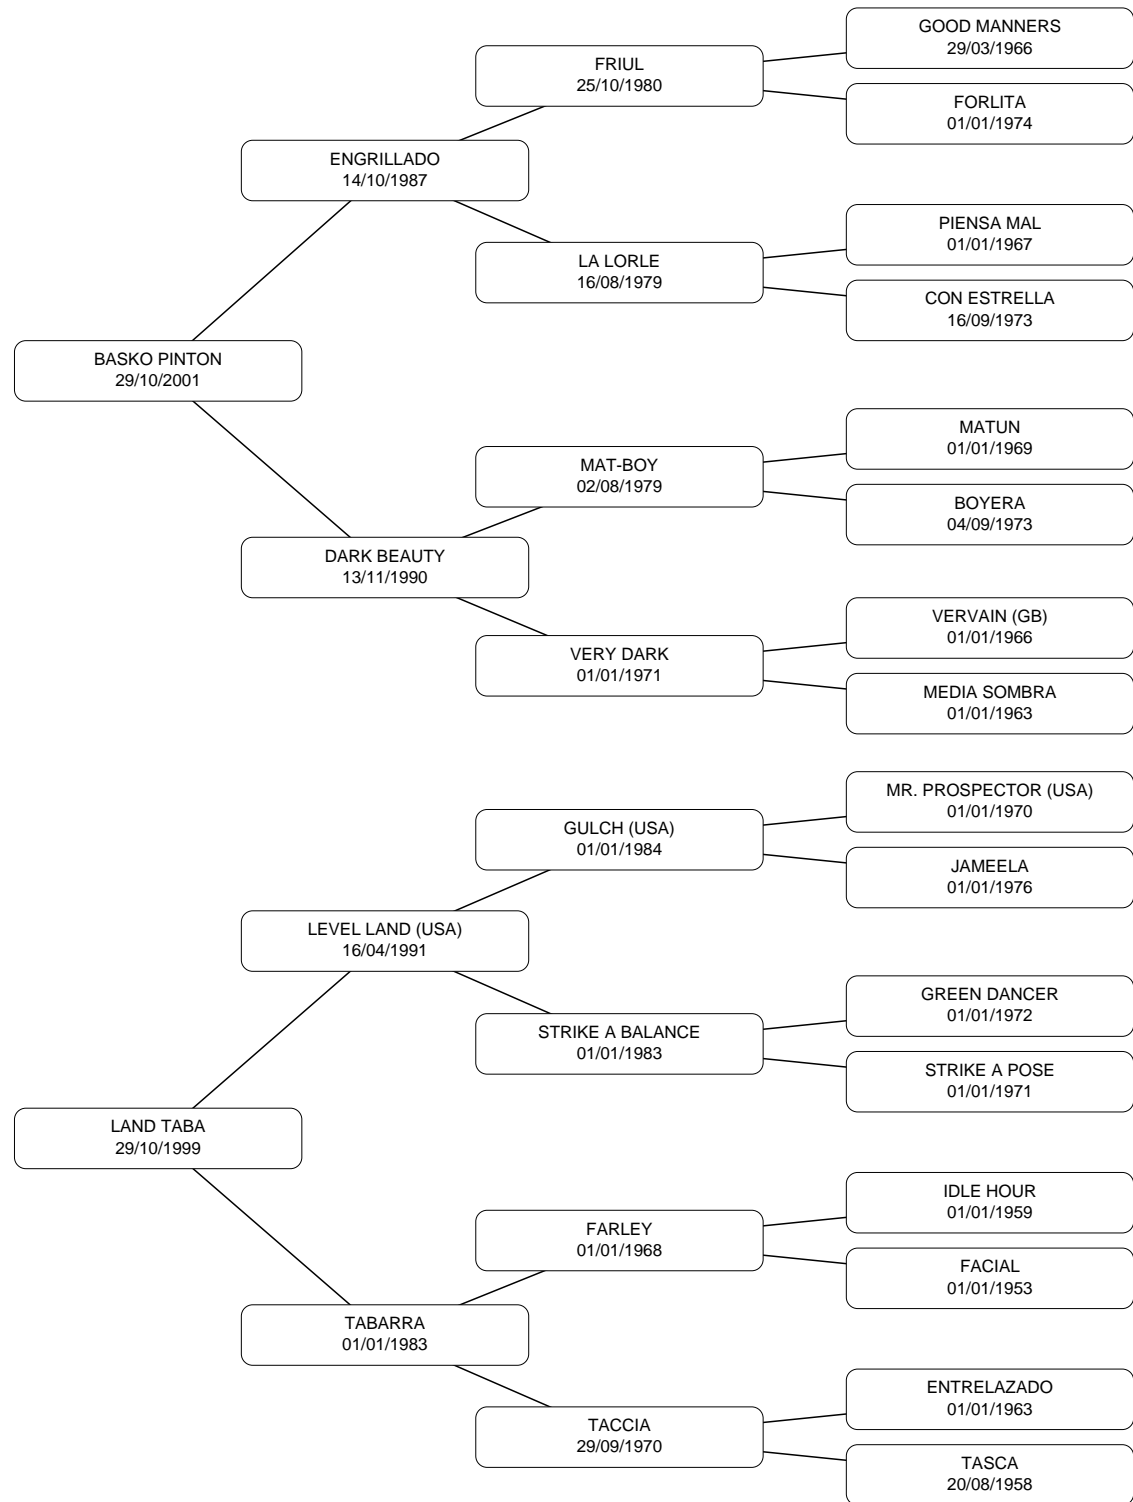 GOOD MANNERS
29/03/1966
FRIUL
25/10/1980
FORLITA
01/01/1974
ENGRILLADO
14/10/1987
PIENSA MAL
01/01/1967
LA LORLE
16/08/1979
CON ESTRELLA
16/09/1973
BASKO PINTON
29/10/2001
MATUN
01/01/1969
MAT-BOY
02/08/1979
BOYERA
04/09/1973
DARK BEAUTY
13/11/1990
VERVAIN (GB)
01/01/1966
VERY DARK
01/01/1971
MEDIA SOMBRA
01/01/1963
MR. PROSPECTOR (USA)
01/01/1970
GULCH (USA)
01/01/1984
JAMEELA
01/01/1976
LEVEL LAND (USA)
16/04/1991
GREEN DANCER
01/01/1972
STRIKE A BALANCE
01/01/1983
STRIKE A POSE
01/01/1971
LAND TABA
29/10/1999
IDLE HOUR
01/01/1959
FARLEY
01/01/1968
FACIAL
01/01/1953
TABARRA
01/01/1983
ENTRELAZADO
01/01/1963
TACCIA
29/09/1970
TASCA
20/08/1958